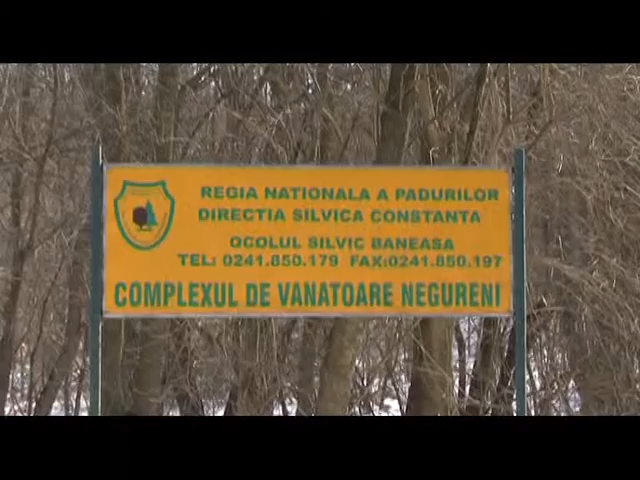 REGIA NATIONALA A PADURILOR
DIRECTIA SILVICA CONSTANTA
OCOLUL SILVIC BANEASA
TEL: 0241.850.179 FAX:0241.850.197
COMPLEXUL DE VANATOARE NEGURENI